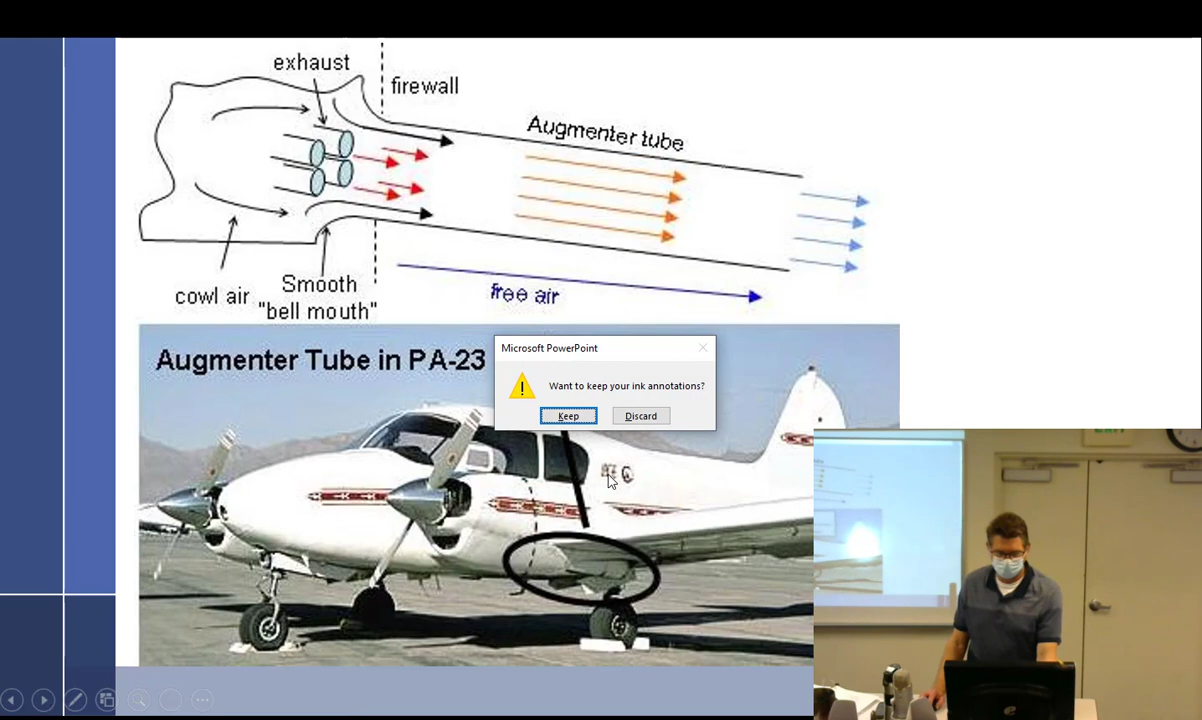 exhaust
firewall
Augmenter tube
cowl air
Smooth
"bell mouth"
free air
Augmenter Tube in PA-23
Microsoft PowerPoint
Want to keep your ink annotations?
Keep
Discard
EXIT